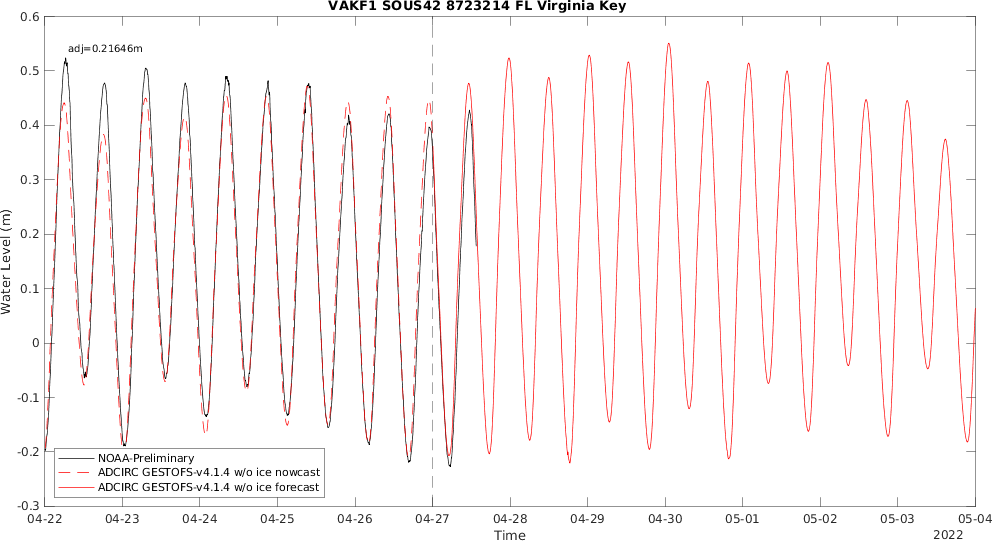 VAKF1 SOUS42 8723214 FL Virginia Key
adj=0.21646m
0.6
0.5
0.4
0.3
0.2
0.1
0
-0.1
-0.2
-0.3
Water Level (m)
NOAA-Preliminary
ADCIRC GESTOFS-v4.1.4 w/o ice nowcast
ADCIRC GESTOFS-v4.1.4 w/o ice forecast
04-22 04-23 04-24 04-25 04-26 04-27 04-28 04-29 04-30 05-01 05-02 05-03 05-04
Time
2022